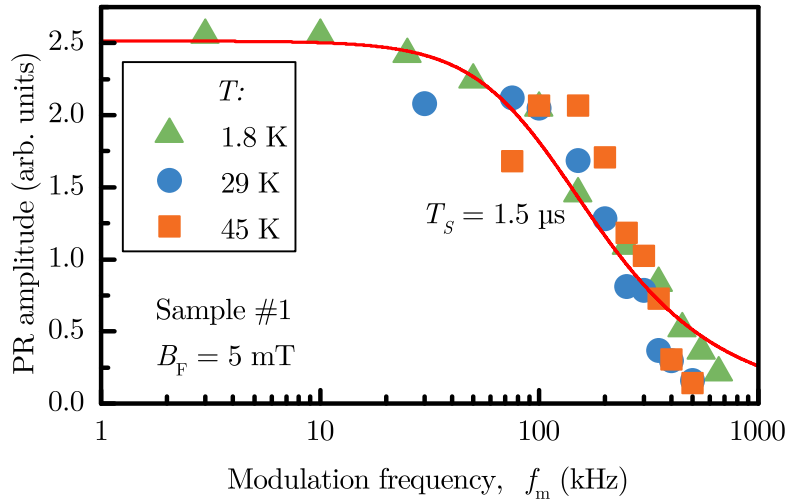 PR amplitude (arb. units)
2.5
2.0
1.5
1.0
0.5
0.0
T:
1.8 K
29 K
45 K
T_S = 1.5 µs
Sample #1
B_F = 5 mT
1 10 100 1000
Modulation frequency, f_m (kHz)